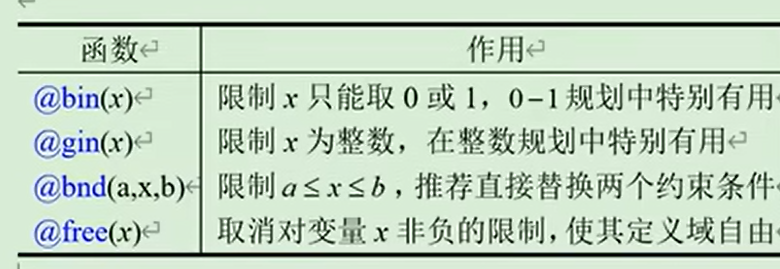 函数 作用
@bin(x) 限制 x 只能取 0 或 1，0−1 规划中特别有用
@gin(x) 限制 x 为整数，在整数规划中特别有用
@bnd(a,x,b) 限制 a ≤ x ≤ b，推荐直接替换两个约束条件
@free(x) 取消对变量 x 非负的限制，使其定义域自由